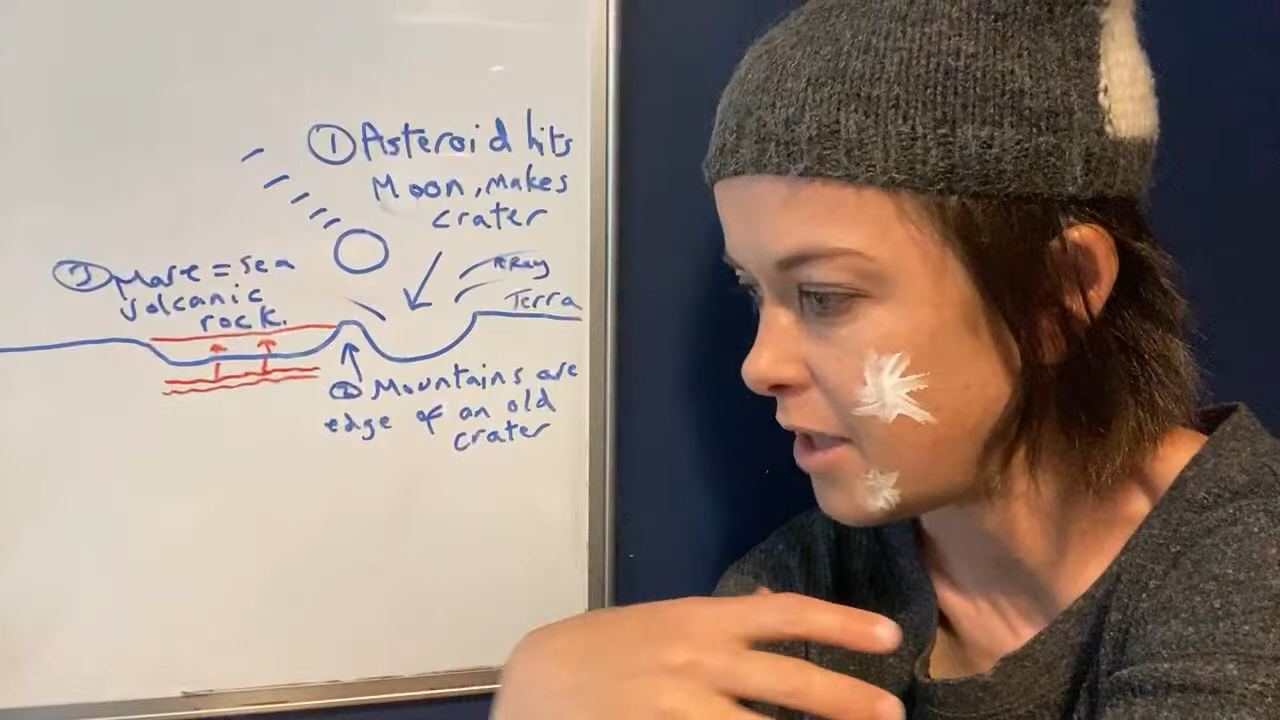 ① Asteroid hits
Moon, makes
crater
Ray
Terra
② Mountains are
edge of an old
crater
③ Mare = sea
volcanic
rock.